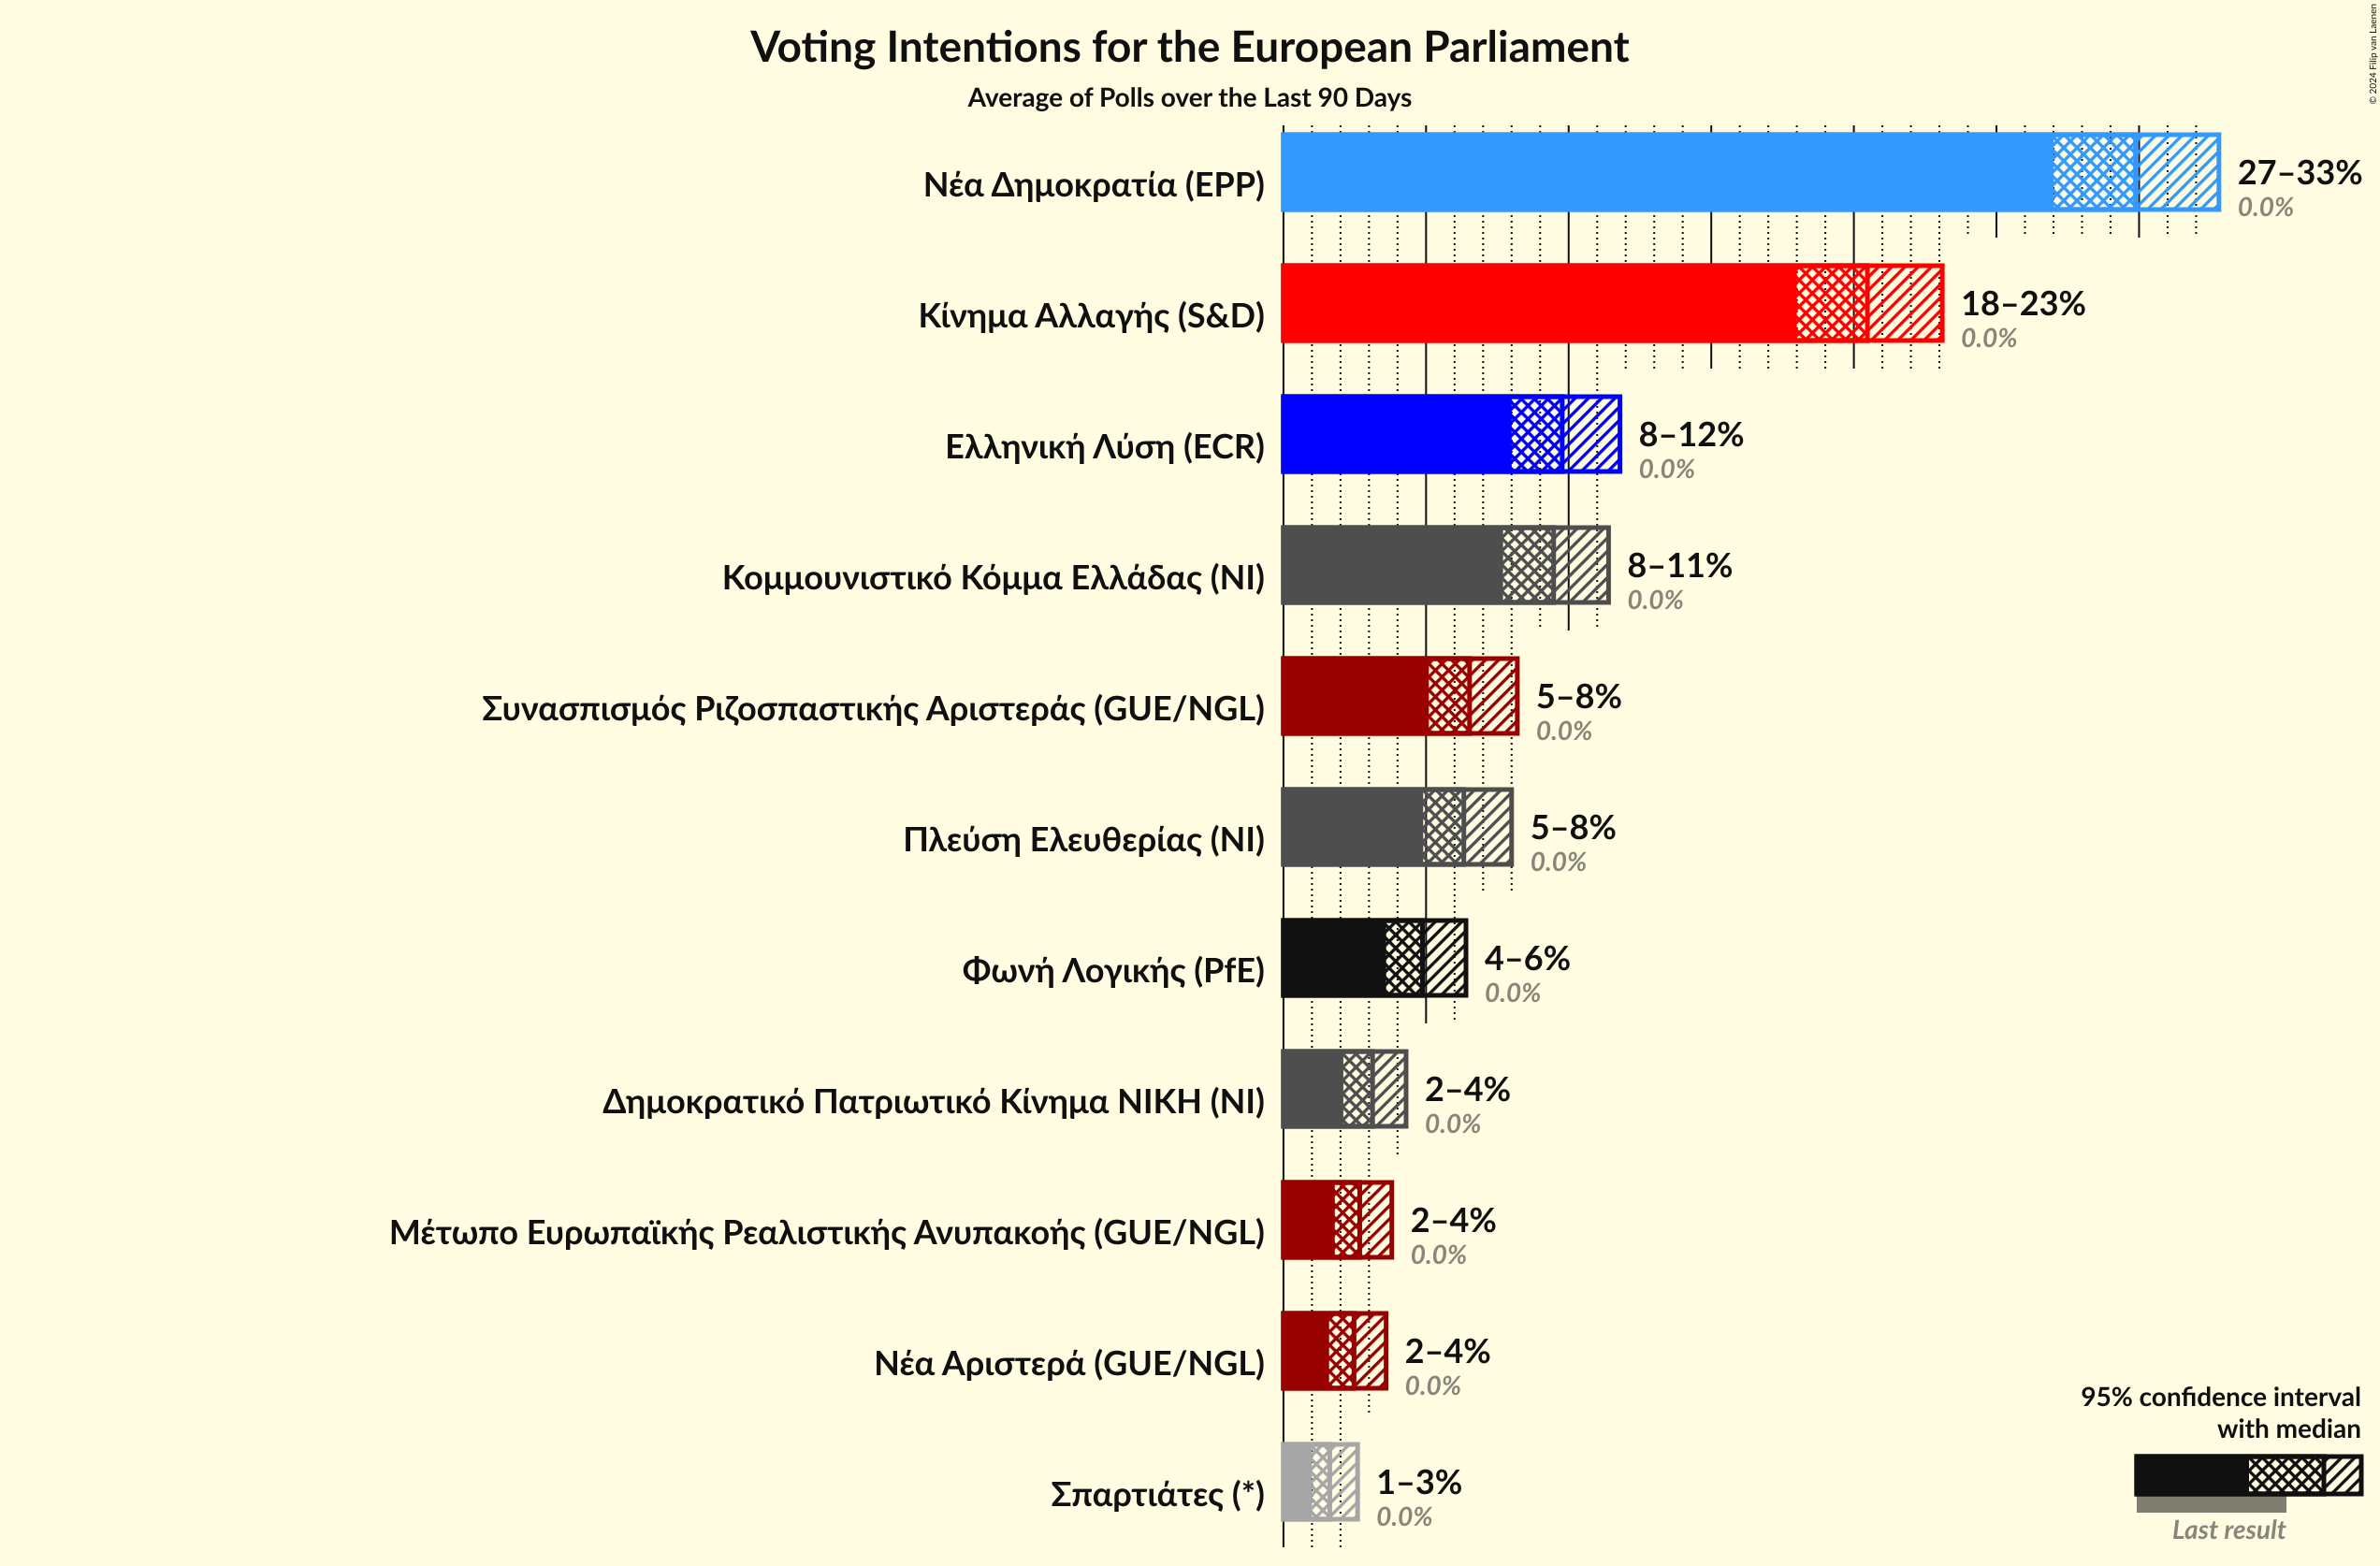 © 2024 Filip van Laenen
Voting Intentions for the European Parliament
Average of Polls over the Last 90 Days
Νέα Δημοκρατία (EPP)
27–33%
0.0%
Κίνημα Αλλαγής (S&D)
18–23%
0.0%
Ελληνική Λύση (ECR)
8–12%
0.0%
Κομμουνιστικό Κόμμα Ελλάδας (NI)
8–11%
0.0%
Συνασπισμός Ριζοσπαστικής Αριστεράς (GUE/NGL)
5–8%
0.0%
Πλεύση Ελευθερίας (NI)
5–8%
0.0%
Φωνή Λογικής (PfE)
4–6%
0.0%
Δημοκρατικό Πατριωτικό Κίνημα ΝΙΚΗ (NI)
2–4%
0.0%
Μέτωπο Ευρωπαϊκής Ρεαλιστικής Ανυπακοής (GUE/NGL)
2–4%
0.0%
Νέα Αριστερά (GUE/NGL)
2–4%
0.0%
Σπαρτιάτες (*)
1–3%
0.0%
95% confidence interval
with median
Last result